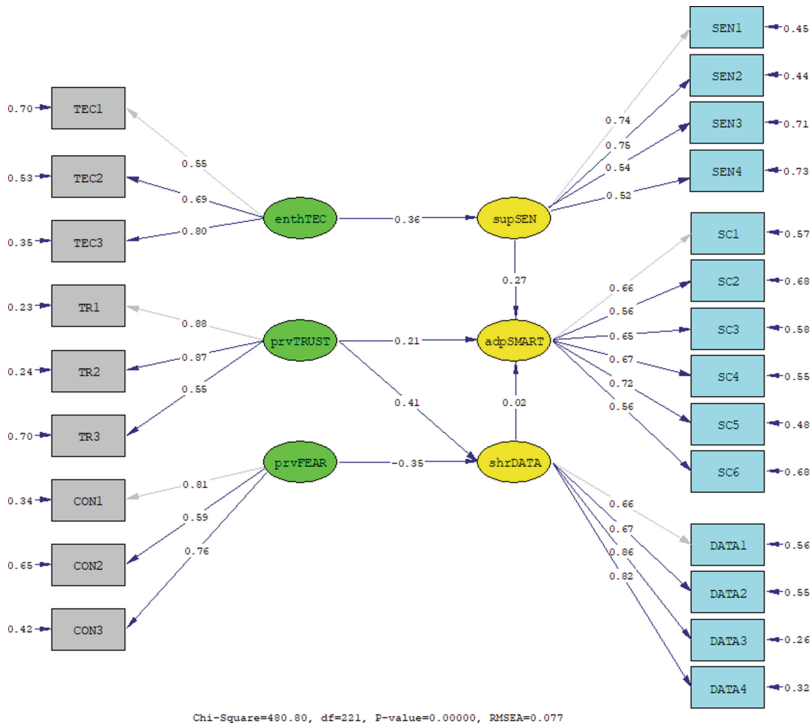 SEN1
0.45
SEN2
0.44
0.70
TEC1
0.74
SEN3
0.71
0.75
0.55
0.54
SEN4
0.73
0.53
TEC2
0.69
0.52
enthTEC
0.36
supSEN
0.80
SC1
0.57
0.35
TEC3
0.27
0.66
SC2
0.68
0.23
TR1
0.56
0.88
prvTRUST
0.21
adpSMART
0.65
SC3
0.58
0.87
0.67
SC4
0.55
0.24
TR2
0.55
0.41
0.02
0.72
0.56
SC5
0.48
0.70
TR3
prvFEAR
-0.35
shrDATA
SC6
0.68
0.81
0.34
CON1
0.66
0.59
0.67
DATA1
0.56
0.76
0.86
0.65
CON2
0.82
DATA2
0.55
0.42
CON3
DATA3
0.26
DATA4
0.32
Chi-Square=480.80, df=221, P-value=0.00000, RMSEA=0.077